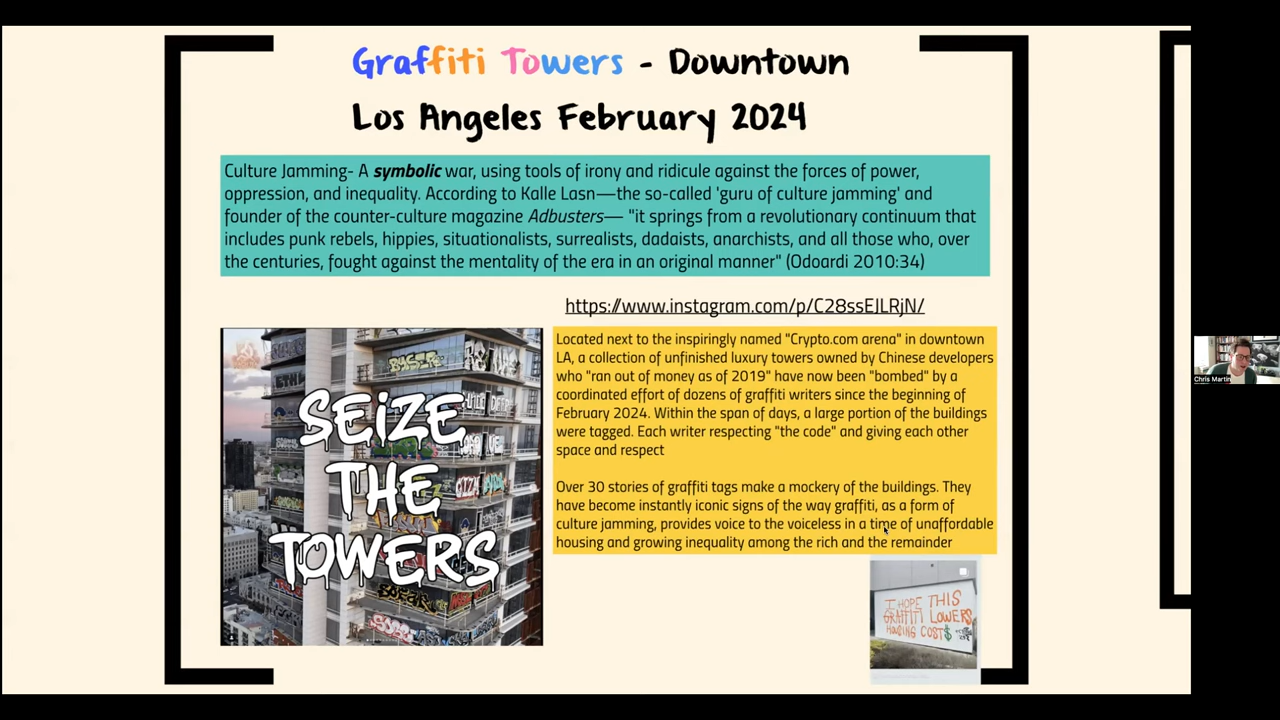 Graffiti Towers - Downtown
Los Angeles February 2024
Culture Jamming- A symbolic war, using tools of irony and ridicule against the forces of power,
oppression, and inequality. According to Kalle Lasn—the so-called 'guru of culture jamming' and
founder of the counter-culture magazine Adbusters— "it springs from a revolutionary continuum that
includes punk rebels, hippies, situationalists, surrealists, dadaists, anarchists, and all those who, over
the centuries, fought against the mentality of the era in an original manner" (Odoardi 2010:34)
https://www.instagram.com/p/C28ssEJLRjN/
Located next to the inspiringly named "Crypto.com arena" in downtown
LA, a collection of unfinished luxury towers owned by Chinese developers
who "ran out of money as of 2019" have now been "bombed" by a
coordinated effort of dozens of graffiti writers since the beginning of
February 2024. Within the span of days, a large portion of the buildings
were tagged. Each writer respecting "the code" and giving each other
space and respect
Over 30 stories of graffiti tags make a mockery of the buildings. They
have become instantly iconic signs of the way graffiti, as a form of
culture jamming, provides voice to the voiceless in a time of unaffordable
housing and growing inequality among the rich and the remainder
SEIZE
THE
TOWERS
I HOPE THIS
GRAFFITI LOWERS
HOUSING COST$
Chris Martin